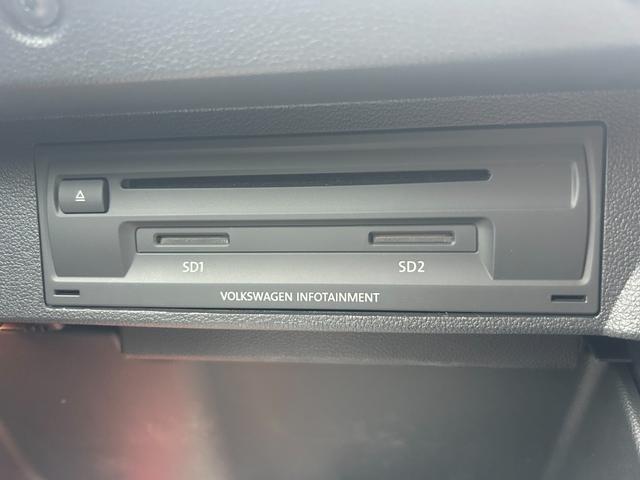 SD1 SD2
VOLKSWAGEN INFOTAINMENT